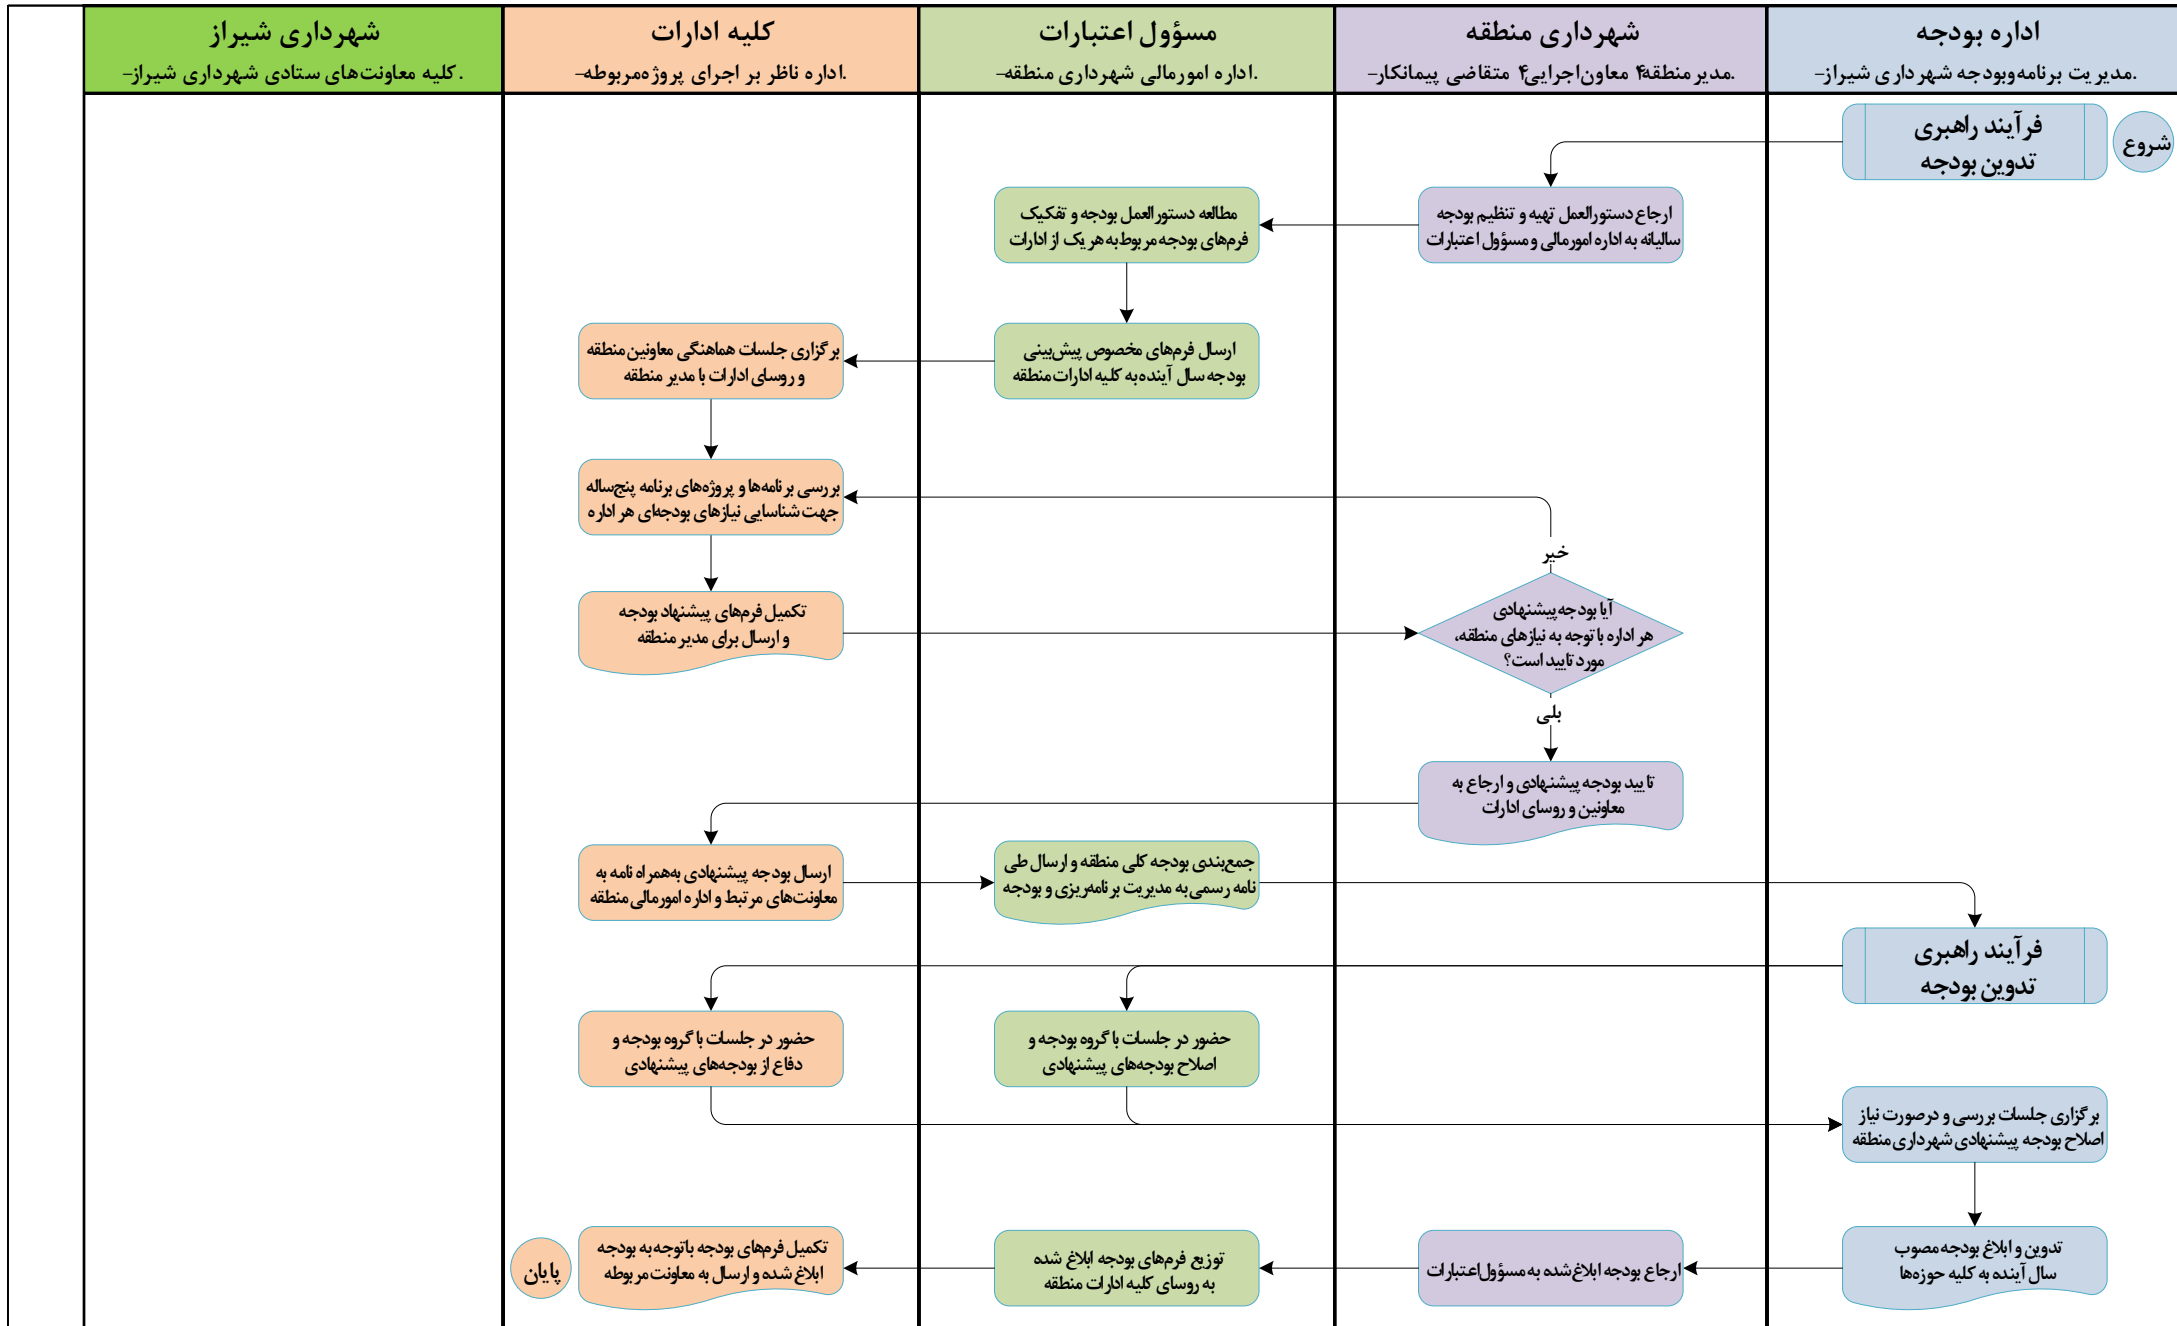 اداره بودجه
مدیریت برنامه‌وبودجه شهرداری شیراز-.
شهرداری منطقه
مدیر منطقه۴ معاون‌اجرایی۴ متقاضی پیمانکار-.
مسؤول اعتبارات
اداره امورمالی شهرداری منطقه-.
کلیه ادارات
اداره ناظر بر اجرای پروژه‌مربوطه-.
شهرداری شیراز
کلیه معاونت‌های ستادی شهرداری شیراز-.
شروع
فرآیند راهبری
تدوین بودجه
ارجاع دستورالعمل تهیه و تنظیم بودجه
سالیانه به اداره امورمالی و مسؤول اعتبارات
مطالعه دستورالعمل بودجه و تفکیک
فرم‌های بودجه مربوط به هر یک از ادارات
ارسال فرم‌های مخصوص پیش‌بینی
بودجه سال آینده به کلیه ادارات منطقه
برگزاری جلسات هماهنگی معاونین منطقه
و روسای ادارات با مدیر منطقه
بررسی برنامه‌ها و پروژه‌های برنامه پنج‌ساله
جهت شناسایی نیازهای بودجه‌ای هر اداره
تکمیل فرم‌های پیشنهاد بودجه
و ارسال برای مدیر منطقه
خیر
آیا بودجه پیشنهادی
هر اداره با توجه به نیازهای منطقه،
مورد تایید است؟
بلی
تایید بودجه پیشنهادی و ارجاع به
معاونین و روسای ادارات
ارسال بودجه پیشنهادی به‌همراه نامه به
معاونت‌های مرتبط و اداره امورمالی منطقه
جمع‌بندی بودجه کلی منطقه و ارسال طی
نامه رسمی به مدیریت برنامه‌ریزی و بودجه
فرآیند راهبری
تدوین بودجه
حضور در جلسات با گروه بودجه و
اصلاح بودجه‌های پیشنهادی
حضور در جلسات با گروه بودجه و
دفاع از بودجه‌های پیشنهادی
برگزاری جلسات بررسی و درصورت نیاز
اصلاح بودجه پیشنهادی شهرداری منطقه
تدوین و ابلاغ بودجه مصوب
سال آینده به کلیه حوزه‌ها
ارجاع بودجه ابلاغ‌شده به مسؤول‌اعتبارات
توزیع فرم‌های بودجه ابلاغ شده
به روسای کلیه ادارات منطقه
تکمیل فرم‌های بودجه باتوجه به بودجه
ابلاغ شده و ارسال به معاونت مربوطه
پایان